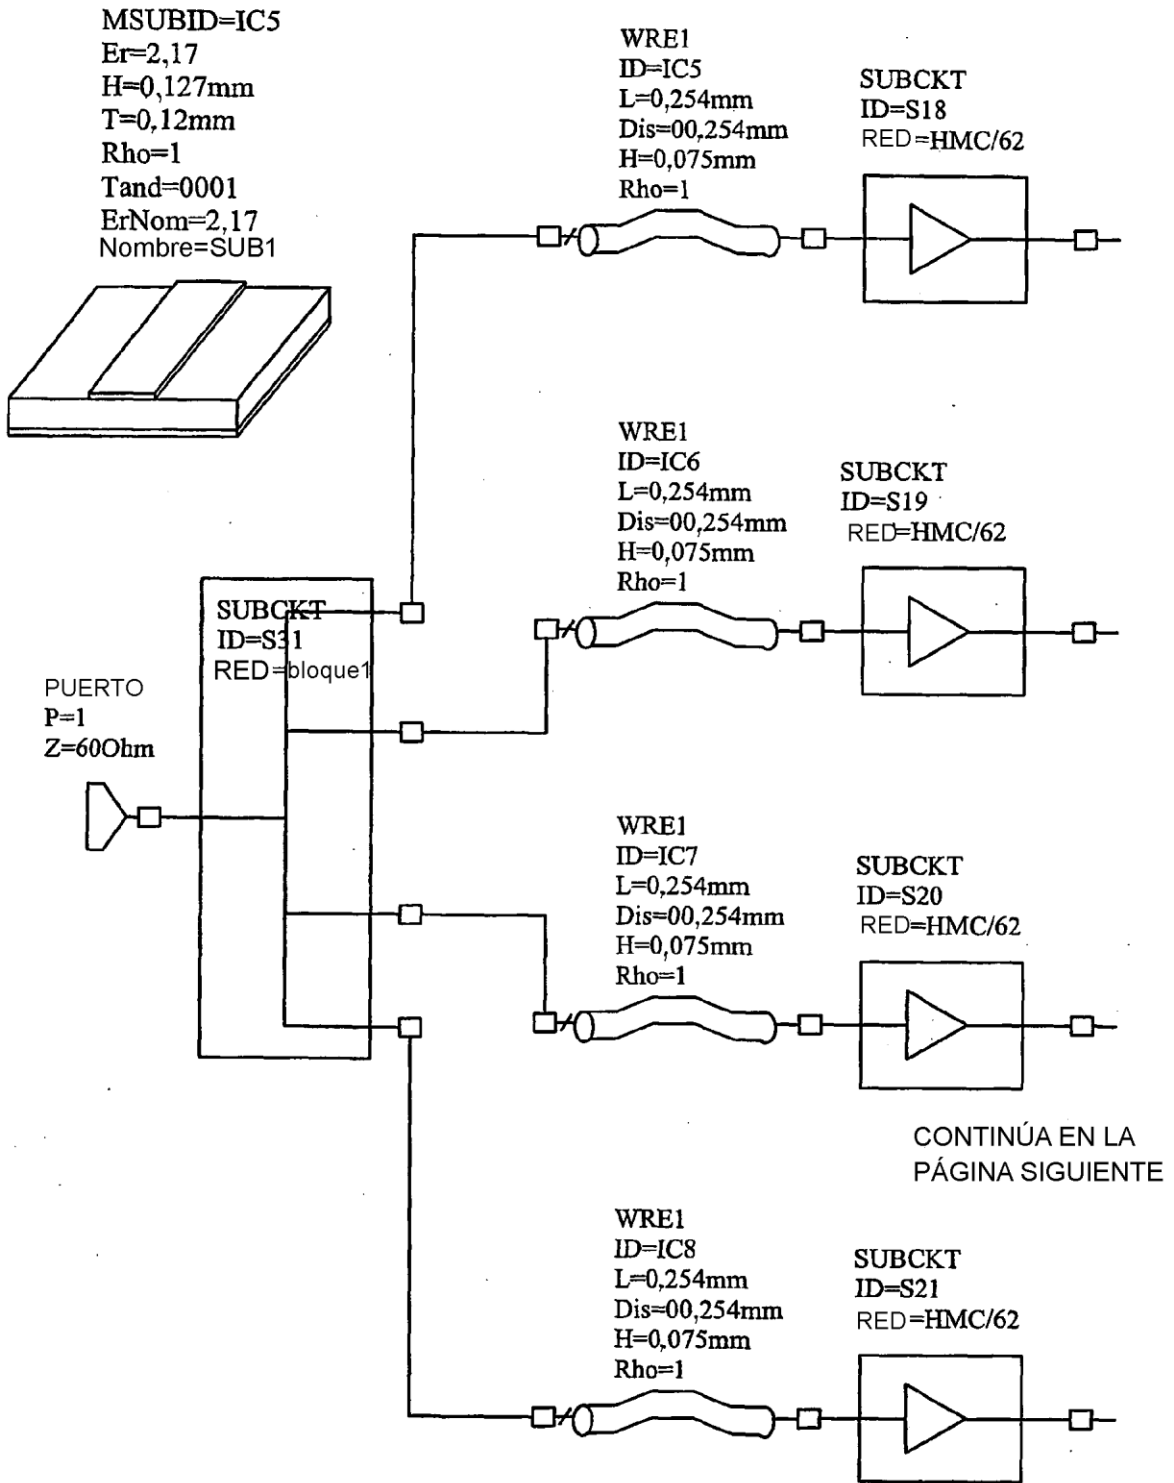 MSUBID=IC5
Er=2,17
H=0,127mm
T=0,12mm
Rho=1
Tand=0001
ErNom=2,17
Nombre=SUB1
WRE1
ID=IC5
L=0,254mm
Dis=00,254mm
H=0,075mm
Rho=1
SUBCKT
ID=S18
RED=HMC/62
WRE1
ID=IC6
L=0,254mm
Dis=00,254mm
H=0,075mm
Rho=1
SUBCKT
ID=S19
RED=HMC/62
SUBCKT
ID=S31
RED=bloque1
PUERTO
P=1
Z=60Ohm
WRE1
ID=IC7
L=0,254mm
Dis=00,254mm
H=0,075mm
Rho=1
SUBCKT
ID=S20
RED=HMC/62
CONTINÚA EN LA
PÁGINA SIGUIENTE
WRE1
ID=IC8
L=0,254mm
Dis=00,254mm
H=0,075mm
Rho=1
SUBCKT
ID=S21
RED=HMC/62